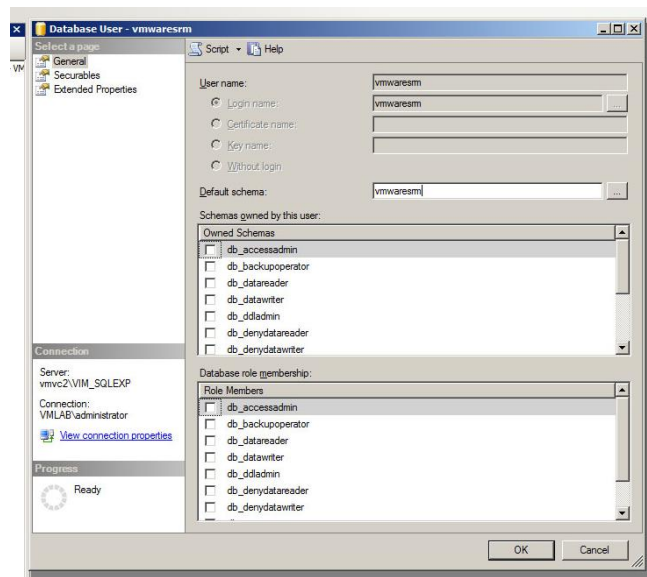 Database User - vmwaresrm
Select a page
General
Securables
Extended Properties
Script
Help
VM
User name:
vmwaresrm
Login name:
vmwaresrm
...
Certificate name:
Key name:
Without login
Default schema:
vmwaresrm
...
Schemas owned by this user:
Owned Schemas
db_accessadmin
db_backupoperator
db_datareader
db_datawriter
db_ddladmin
db_denydatareader
db_denydatawriter
Connection
Server:
vmvc2\VIM_SQLEXP
Connection:
VMLAB\administrator
View connection properties
Progress
Ready
Database role membership:
Role Members
db_accessadmin
db_backupoperator
db_datareader
db_datawriter
db_ddladmin
db_denydatareader
db_denydatawriter
OK
Cancel